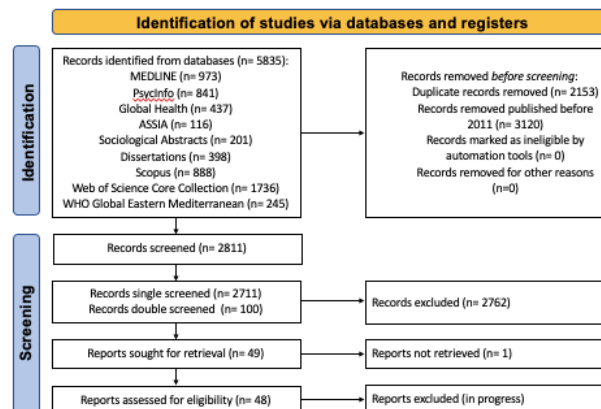 Identification of studies via databases and registers
Identification
Records identified from databases (n= 5835):
MEDLINE (n= 973)
PsycInfo (n= 841)
Global Health (n= 437)
ASSIA (n= 116)
Sociological Abstracts (n= 201)
Dissertations (n= 398)
Scopus (n= 888)
Web of Science Core Collection (n= 1736)
WHO Global Eastern Mediterranean (n= 245)
Records removed before screening:
Duplicate records removed (n= 2153)
Records removed published before
2011 (n= 3120)
Records marked as ineligible by
automation tools (n= 0)
Records removed for other reasons
(n=0)
Screening
Records screened (n= 2811)
Records single screened (n= 2711)
Records double screened (n= 100)
Records excluded (n= 2762)
Reports sought for retrieval (n= 49)
Reports not retrieved (n= 1)
Reports assessed for eligibility (n= 48)
Reports excluded (in progress)